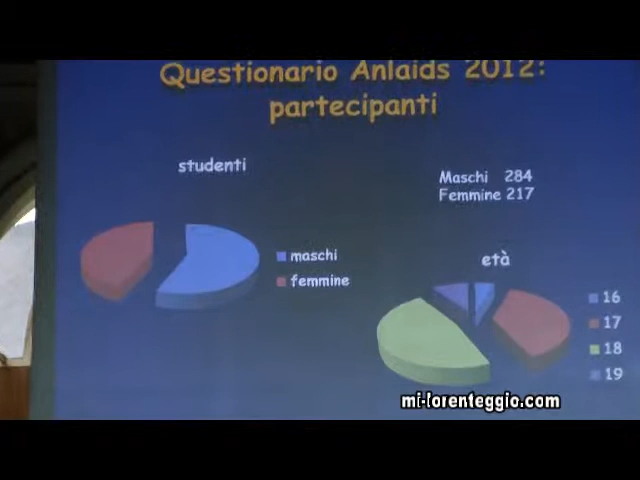 Questionario Anlaids 2012:
partecipanti
studenti
Maschi 284
Femmine 217
maschi
femmine
età
16
17
18
19
mi-lorenteggio.com